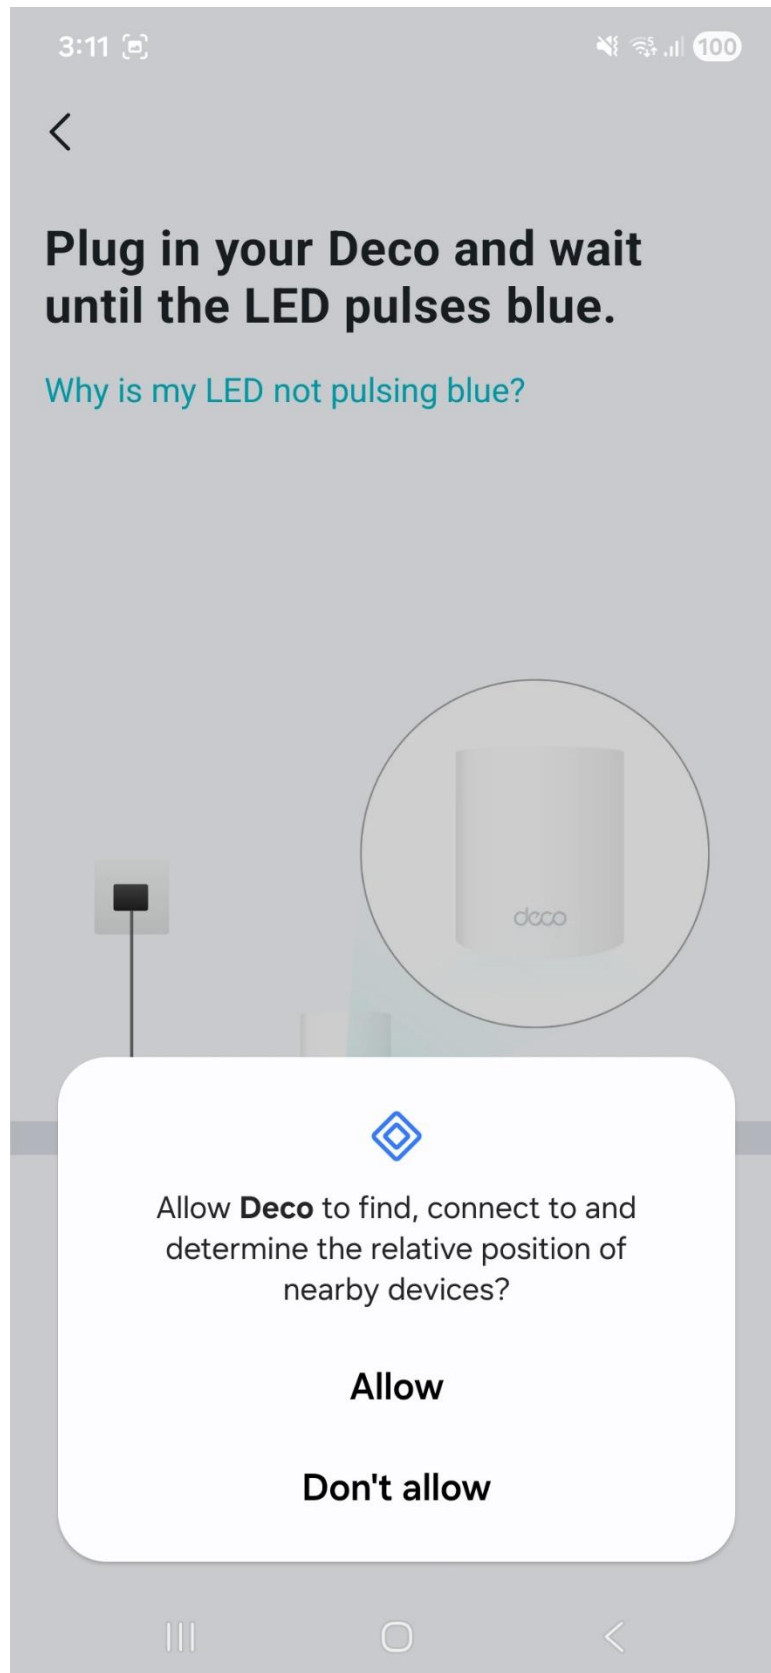 3:11
100
Plug in your Deco and wait
until the LED pulses blue.
Why is my LED not pulsing blue?
deco
Allow Deco to find, connect to and
determine the relative position of
nearby devices?
Allow
Don't allow